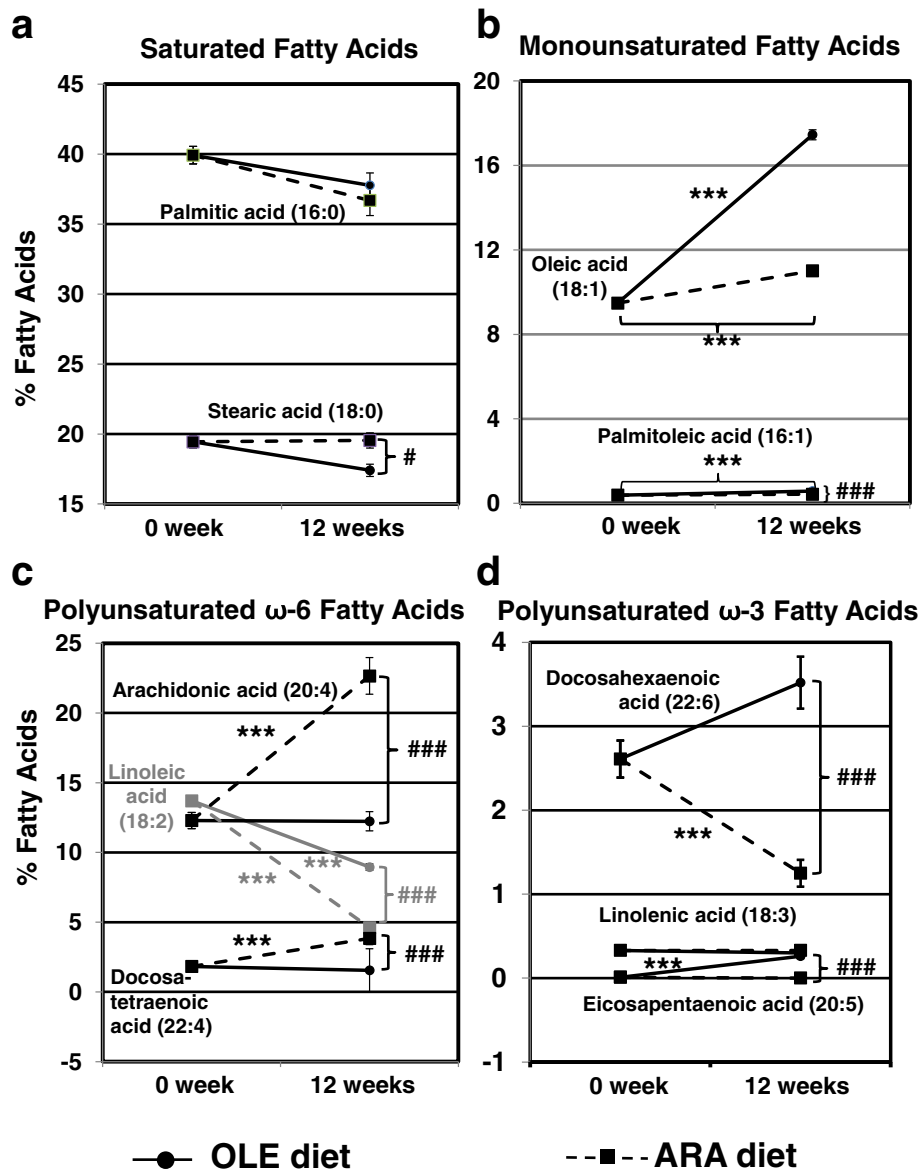 a
Saturated Fatty Acids
45
40
35
30
25
20
15
% Fatty Acids
Palmitic acid (16:0)
Stearic acid (18:0)
#
0 week 12 weeks
b
Monounsaturated Fatty Acids
20
16
12
8
4
0
***
Oleic acid
(18:1)
***
Palmitoleic acid (16:1)
***
###
0 week 12 weeks
c
Polyunsaturated ω-6 Fatty Acids
25
20
15
10
5
0
-5
% Fatty Acids
Arachidonic acid (20:4)
***
###
Linoleic
acid
(18:2)
***
***
###
***
###
Docosa-
tetraenoic
acid (22:4)
0 week 12 weeks
d
Polyunsaturated ω-3 Fatty Acids
4
3
2
1
0
-1
Docosahexaenoic
acid (22:6)
###
***
Linolenic acid (18:3)
***
###
Eicosapentaenoic acid (20:5)
0 week 12 weeks
OLE diet ARA diet